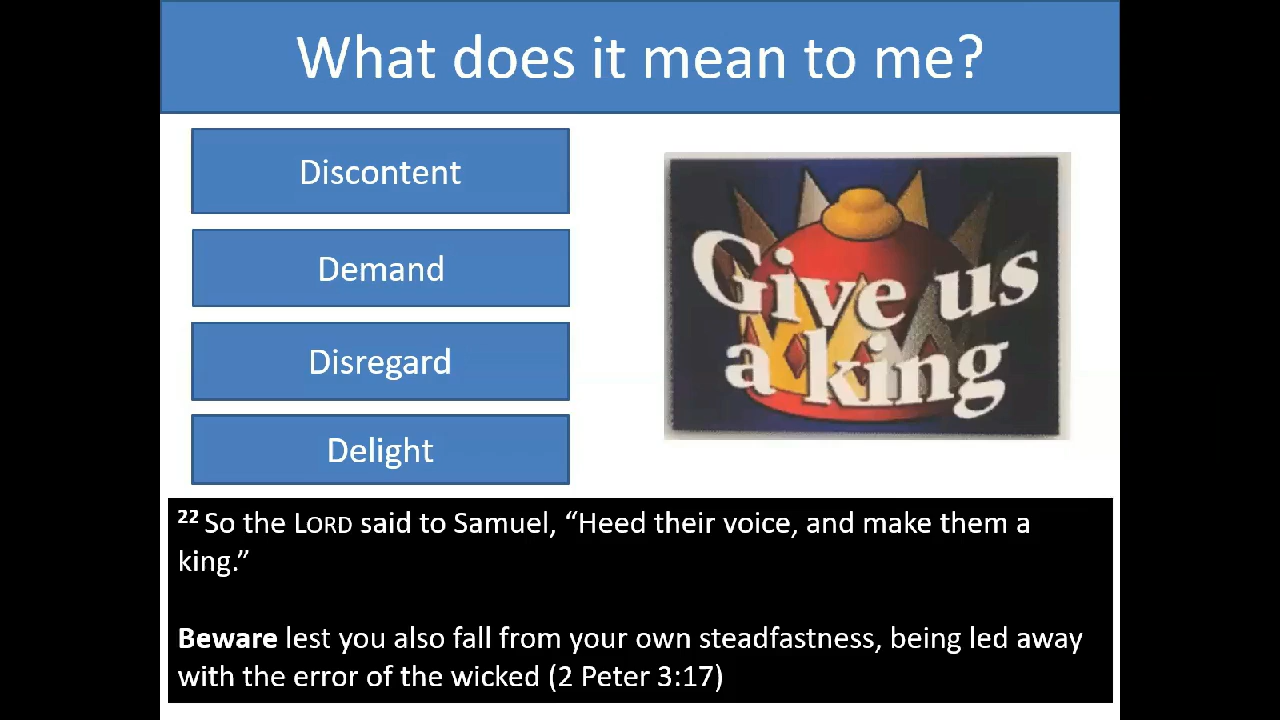 What does it mean to me?
Discontent
Demand
Disregard
Delight
Give us
a king
22 So the LORD said to Samuel, “Heed their voice, and make them a
king.”
Beware lest you also fall from your own steadfastness, being led away
with the error of the wicked (2 Peter 3:17)